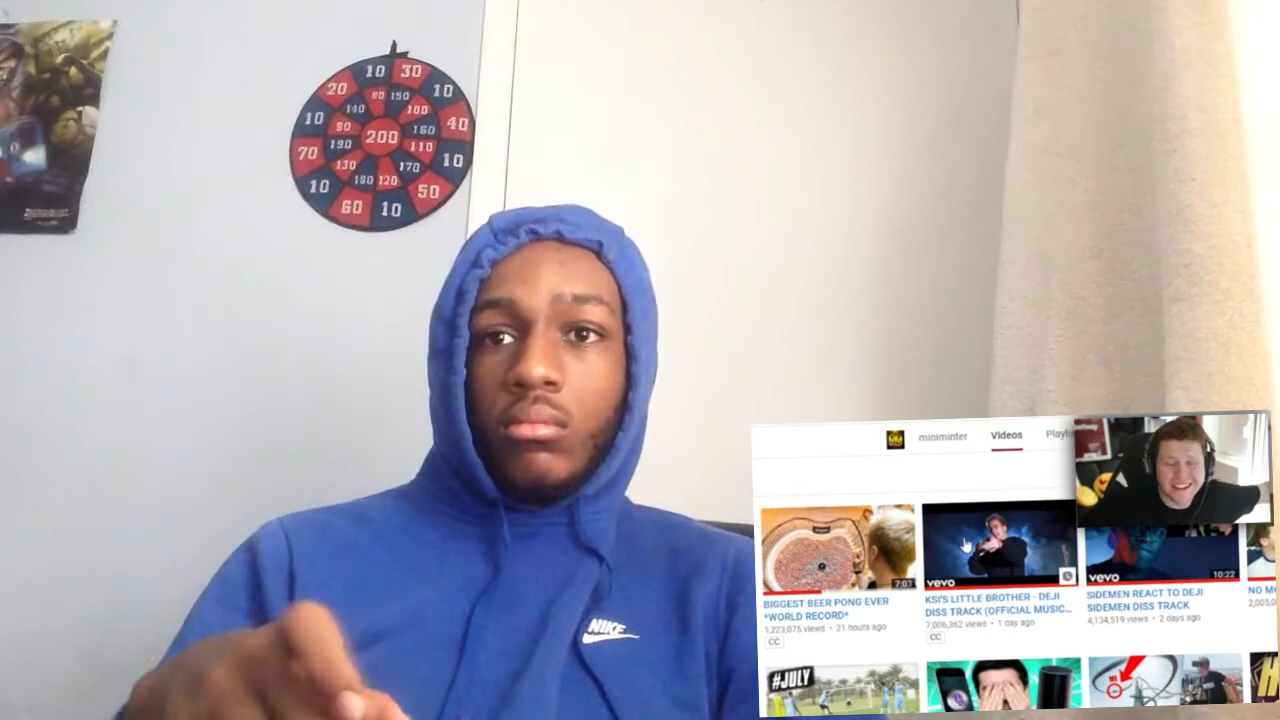 10 30
20 10
80 150
140 100
10 40
80 160
200
190 110
70 10
130 170
180 120
10 50
60 10
NIKE
miniminter Videos Playlis
7:07
vevo
vevo
10:22
BIGGEST BEER PONG EVER
*WORLD RECORD*
1,223,075 views • 21 hours ago
CC
KSI'S LITTLE BROTHER - DEJI
DISS TRACK (OFFICIAL MUSIC...
7,006,362 views • 1 day ago
CC
SIDEMEN REACT TO DEJI
SIDEMEN DISS TRACK
4,134,519 views • 2 days ago
NO M
2,005,0
#JULY
ME
H